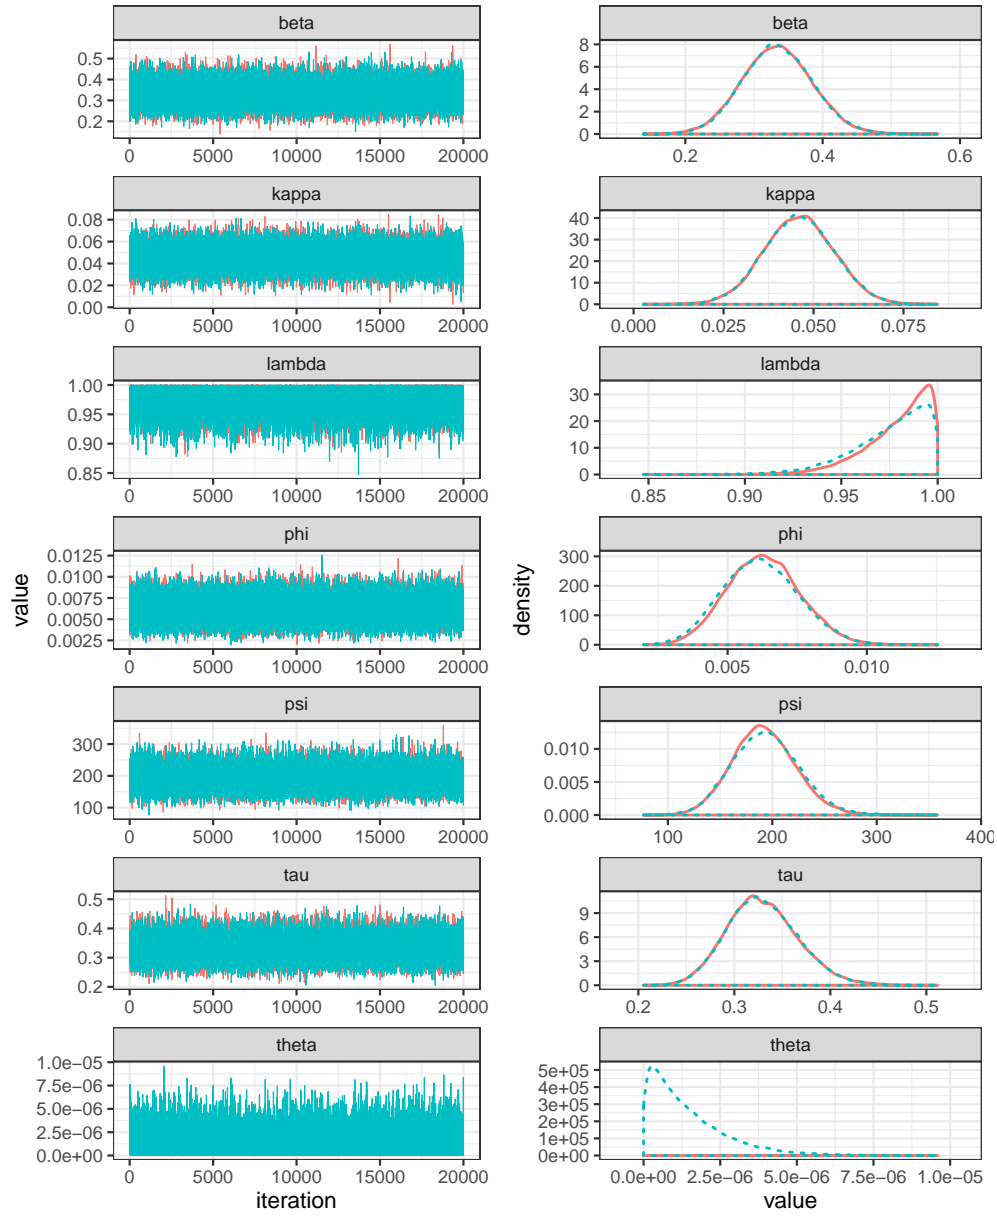 beta
0.5
0.4
0.3
0.2
0 5000 10000 15000 20000
beta
8
6
4
2
0
0.2 0.4 0.6
kappa
0.08
0.06
0.04
0.02
0.00
0 5000 10000 15000 20000
kappa
40
30
20
10
0
0.000 0.025 0.050 0.075
lambda
1.00
0.95
0.90
0.85
0 5000 10000 15000 20000
lambda
30
20
10
0
0.85 0.90 0.95 1.00
phi
0.0125
0.0100
0.0075
0.0050
0.0025
0 5000 10000 15000 20000
phi
300
200
100
0
0.005 0.010
value
density
psi
300
200
100
0 5000 10000 15000 20000
psi
0.010
0.005
0.000
100 200 300 400
tau
0.5
0.4
0.3
0.2
0 5000 10000 15000 20000
tau
9
6
3
0
0.2 0.3 0.4 0.5
theta
1.0e−05
7.5e−06
5.0e−06
2.5e−06
0.0e+00
0 5000 10000 15000 20000
iteration
theta
5e+05
4e+05
3e+05
2e+05
1e+05
0e+00
0.0e+00 2.5e−06 5.0e−06 7.5e−06 1.0e−05
value